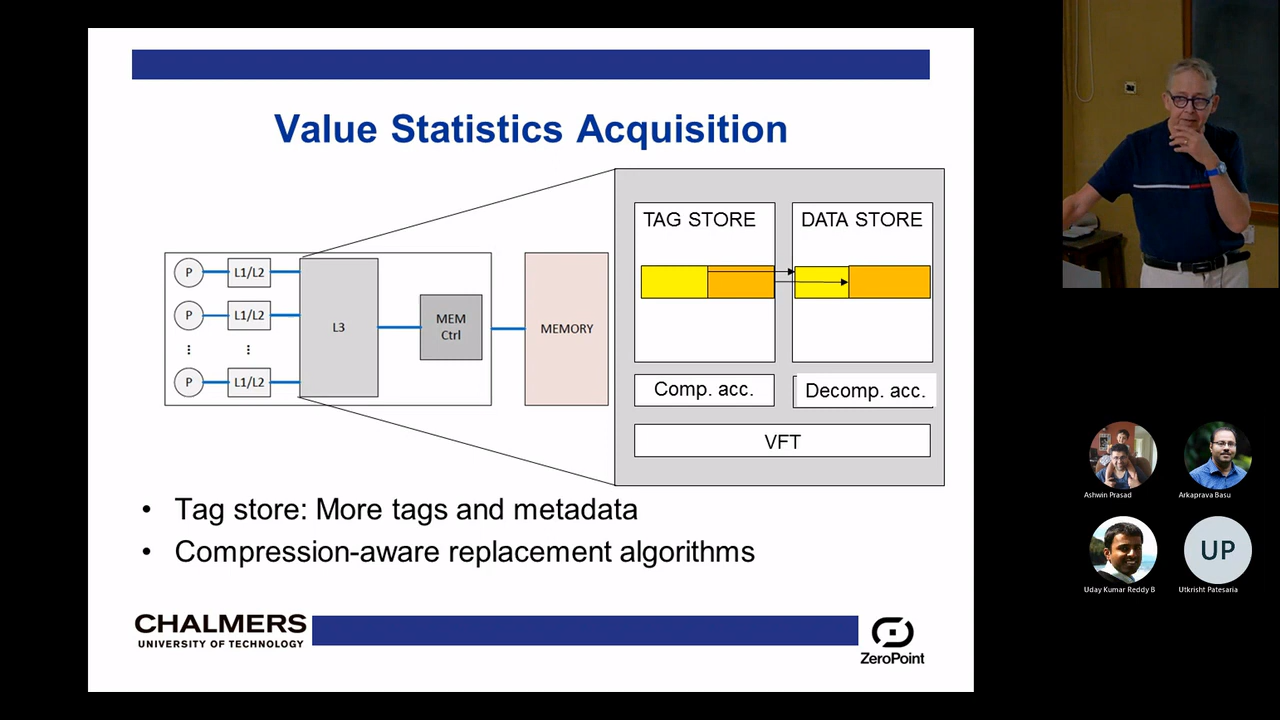 Value Statistics Acquisition
TAG STORE
DATA STORE
P
L1/L2
P
L1/L2
P
L1/L2
L3
MEM
Ctrl
MEMORY
Comp. acc.
Decomp. acc.
VFT
• Tag store: More tags and metadata
• Compression-aware replacement algorithms
CHALMERS
UNIVERSITY OF TECHNOLOGY
ZeroPoint
Ashwin Prasad
Arkaprava Basu
UP
Uday Kumar Reddy B
Utkrisht Patesaria